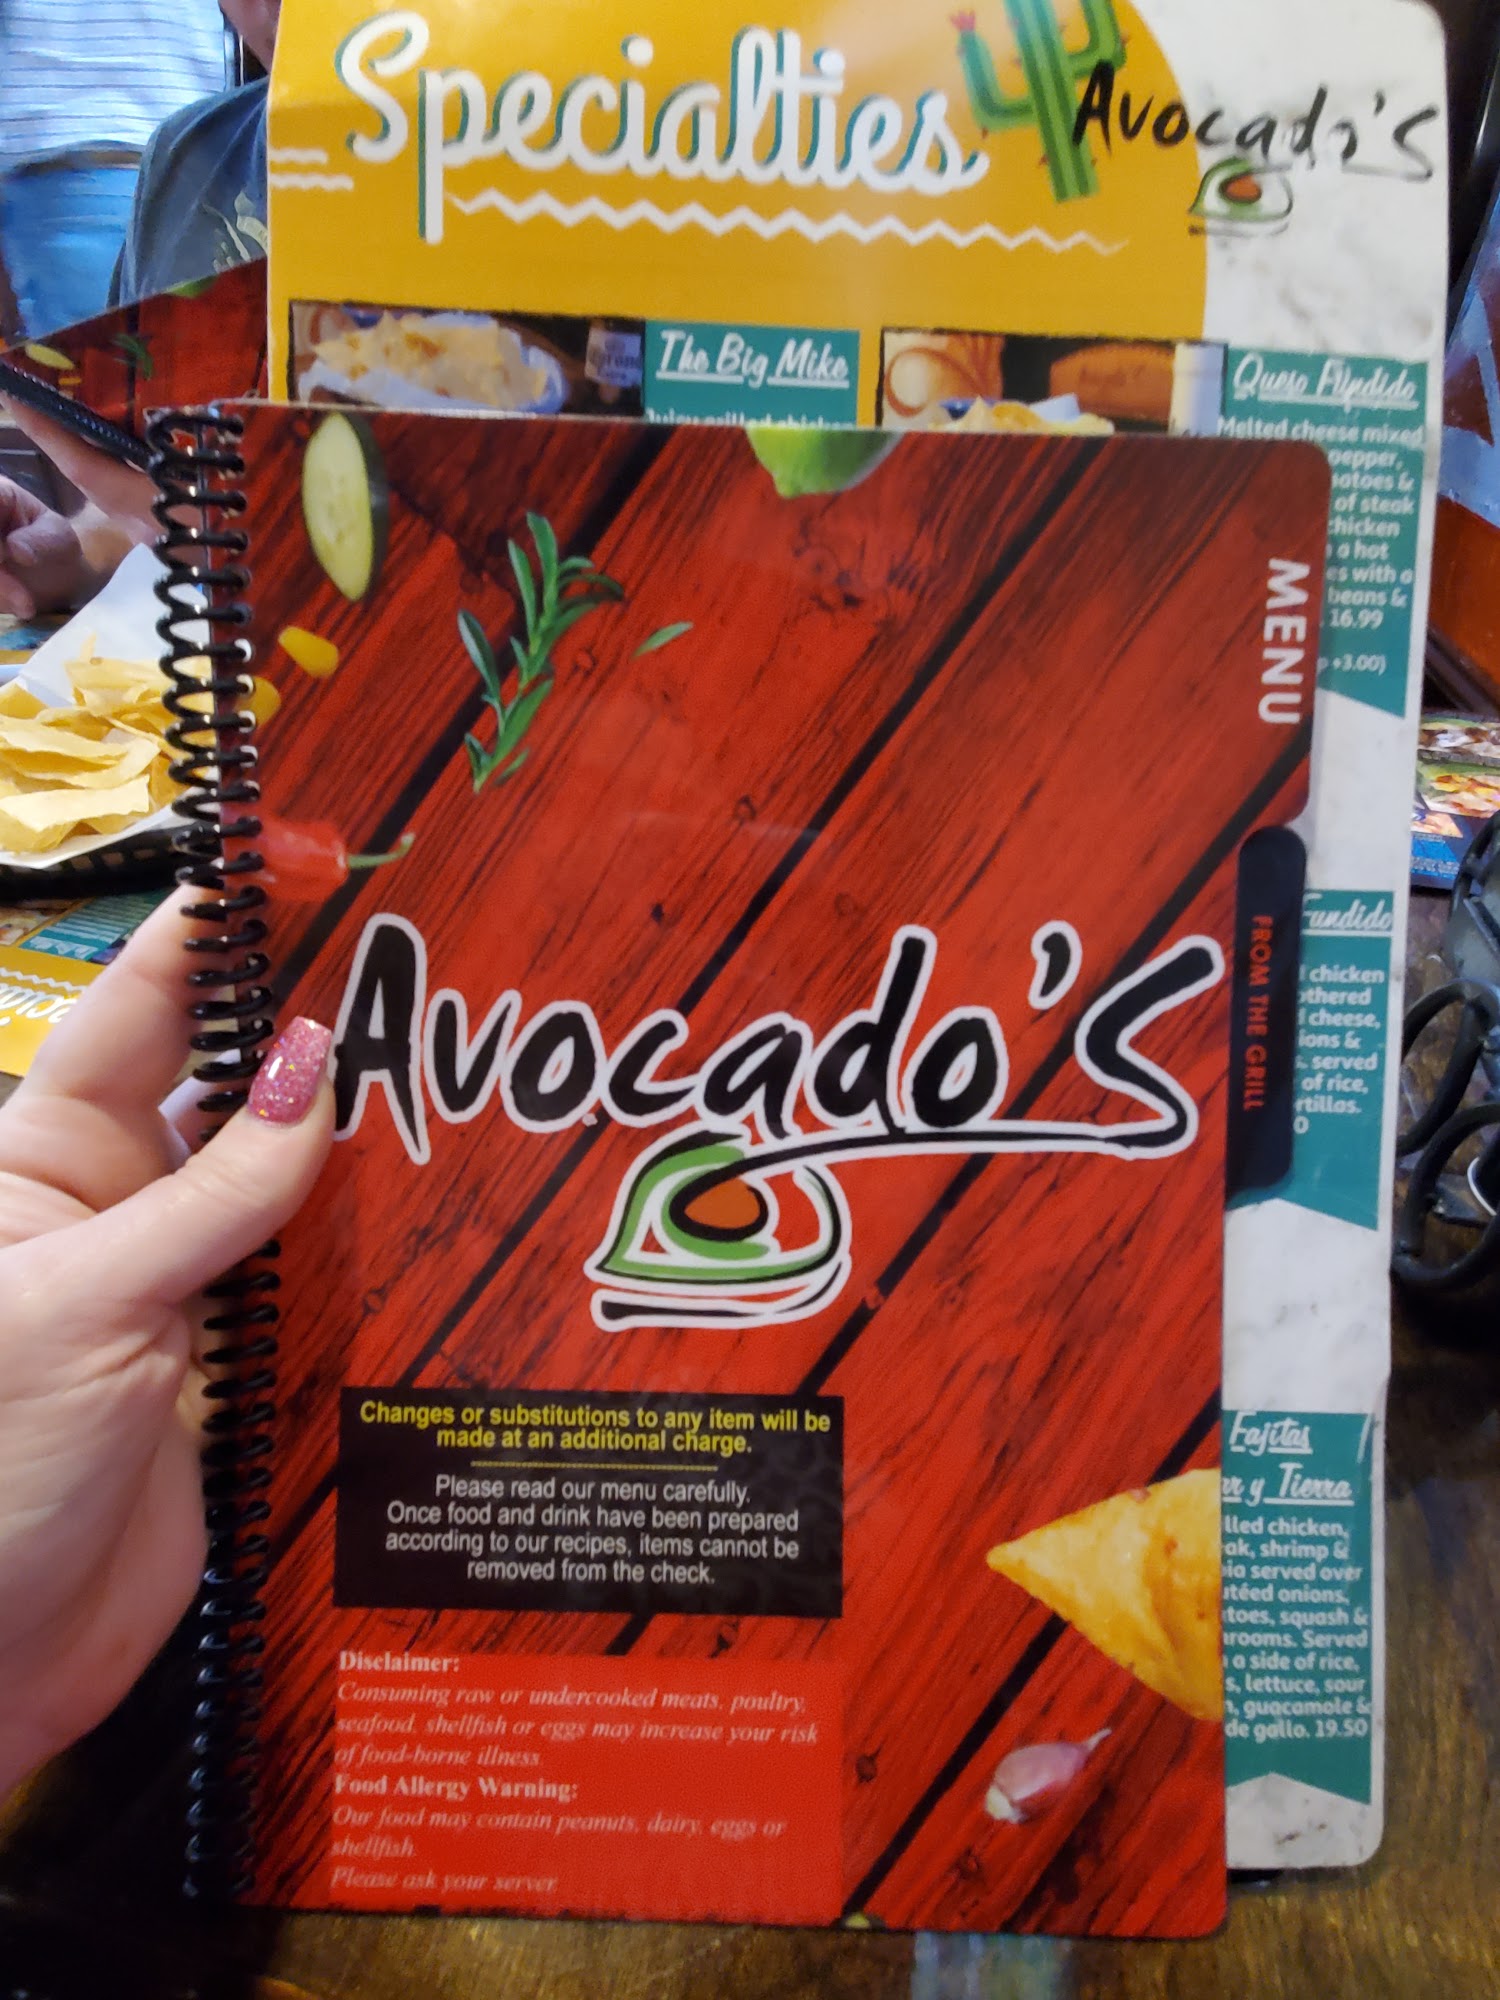 Specialties
Avocado's
The Big Mike
Juicy grilled chicken
Queso Fundido
Melted cheese mixed
pepper,
&
of steak
chicken
a hot
with a
beans &
16.99
+3.00)
MENU
FROM THE GRILL
Fundido
chicken
cheese,
&
served
of rice,
Avocado's
Changes or substitutions to any item will be
made at an additional charge.
Please read our menu carefully.
Once food and drink have been prepared
according to our recipes, items cannot be
removed from the check.
Disclaimer:
Consuming raw or undercooked meats, poultry,
seafood, shellfish or eggs may increase your risk
of food-borne illness.
Food Allergy Warning:
Our food may contain peanuts, dairy, eggs or
shellfish.
Please ask your server.
Fajitas
y Tierra
chicken,
shrimp &
served over
onions,
squash &
Served
a side of rice,
lettuce, sour
guacamole &
de gallo. 19.50